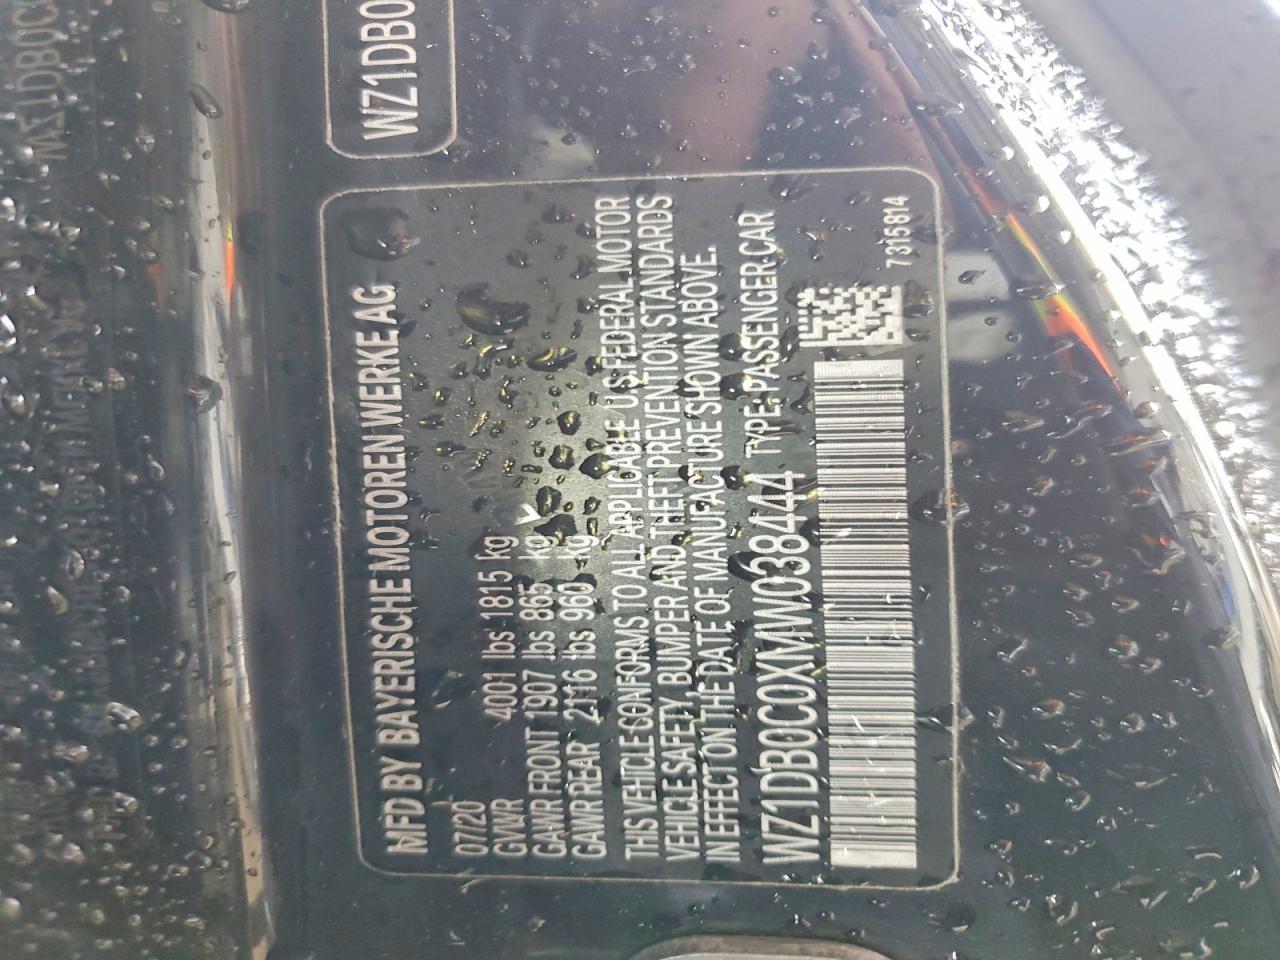 WZ1DB0
MFD BY BAYERISCHE MOTOREN WERKE AG
07/20
GVWR 4001 lbs 1815 kg
GAWR FRONT 1907 lbs 865 kg
GAWR REAR 2116 lbs 960 kg
THIS VEHICLE CONFORMS TO ALL APPLICABLE U.S FEDERAL MOTOR
VEHICLE SAFETY, BUMPER AND THEFT PREVENTION STANDARDS
IN EFFECT ON THE DATE OF MANUFACTURE SHOWN ABOVE.
WZ1DB0C0XMW038444 TYPE:PASSENGER CAR
7315814